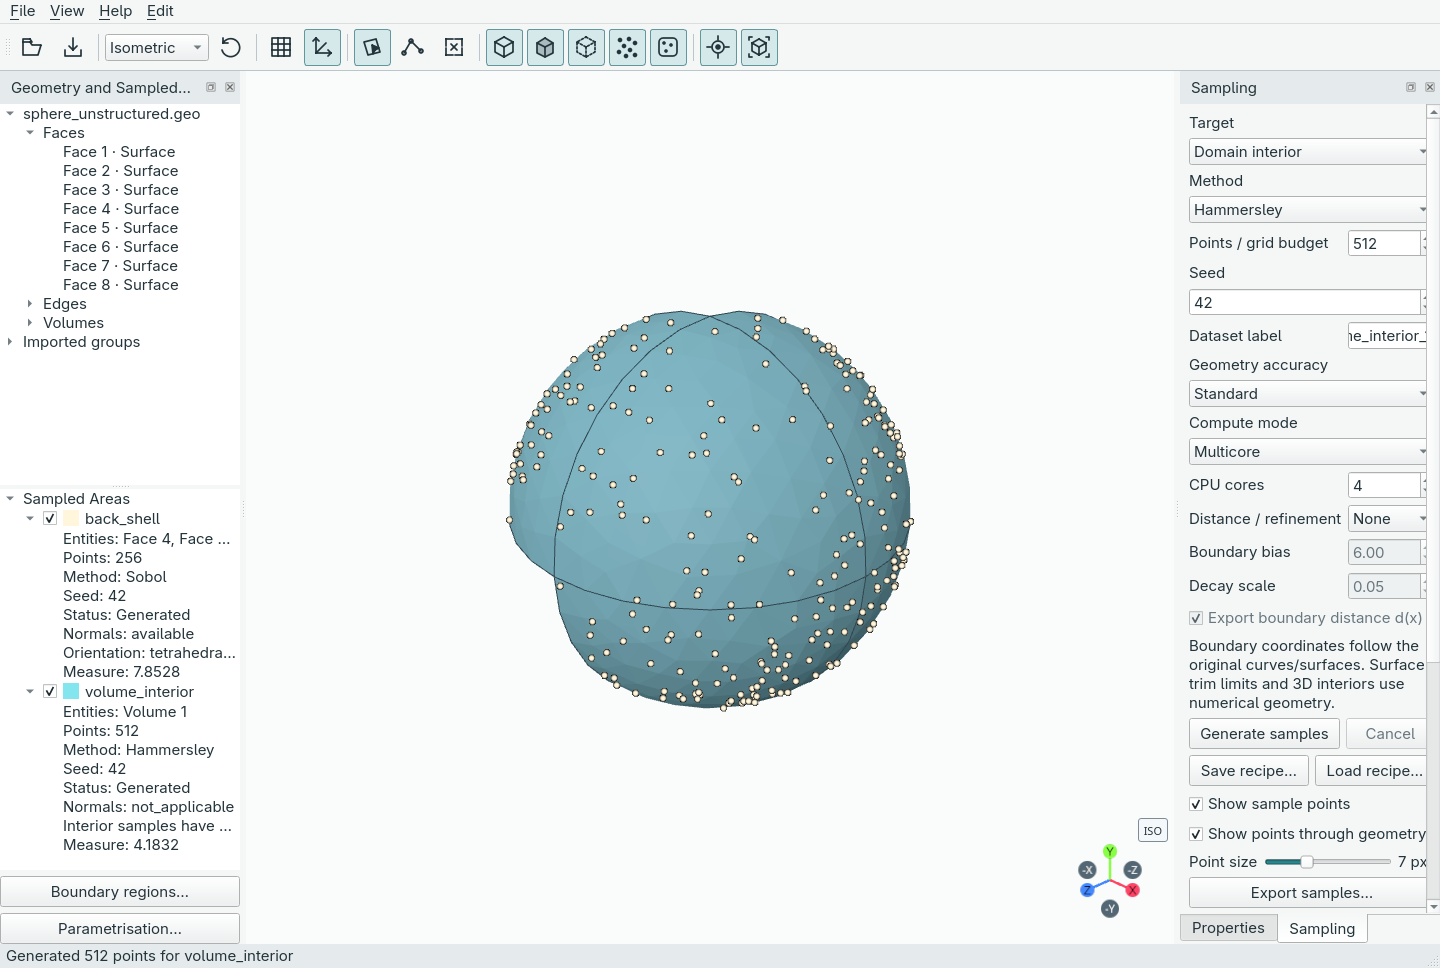 File View Help Edit
Isometric
Geometry and Sampled...
sphere_unstructured.geo
Faces
Face 1 · Surface
Face 2 · Surface
Face 3 · Surface
Face 4 · Surface
Face 5 · Surface
Face 6 · Surface
Face 7 · Surface
Face 8 · Surface
Edges
Volumes
Imported groups
Sampled Areas
back_shell
Entities: Face 4, Face ...
Points: 256
Method: Sobol
Seed: 42
Status: Generated
Normals: available
Orientation: tetrahedra...
Measure: 7.8528
volume_interior
Entities: Volume 1
Points: 512
Method: Hammersley
Seed: 42
Status: Generated
Normals: not_applicable
Interior samples have ...
Measure: 4.1832
Boundary regions...
Parametrisation...
ISO
Y
-X
-Z
Z
X
-Y
Sampling
Target
Domain interior
Method
Hammersley
Points / grid budget 512
Seed
42
Dataset label ne_interior_
Geometry accuracy
Standard
Compute mode
Multicore
CPU cores 4
Distance / refinement None
Boundary bias 6.00
Decay scale 0.05
Export boundary distance d(x)
Boundary coordinates follow the
original curves/surfaces. Surface
trim limits and 3D interiors use
numerical geometry.
Generate samples Cancel
Save recipe... Load recipe...
Show sample points
Show points through geometry
Point size 7 px
Export samples...
Properties Sampling
Generated 512 points for volume_interior